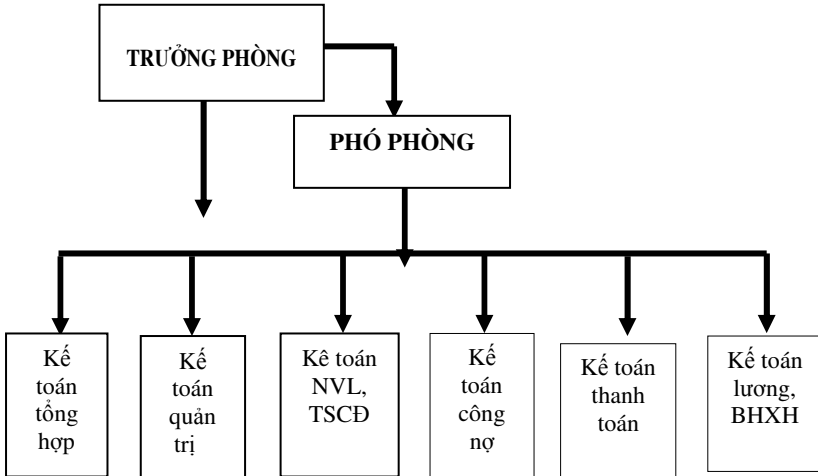 TRƯỞNG PHÒNG
PHÓ PHÒNG
Kế
toán
tổng
hợp
Kế
toán
quản
trị
Kê toán
NVL,
TSCĐ
Kế
toán
công
nợ
Kế toán
thanh
toán
Kế toán
lương,
BHXH